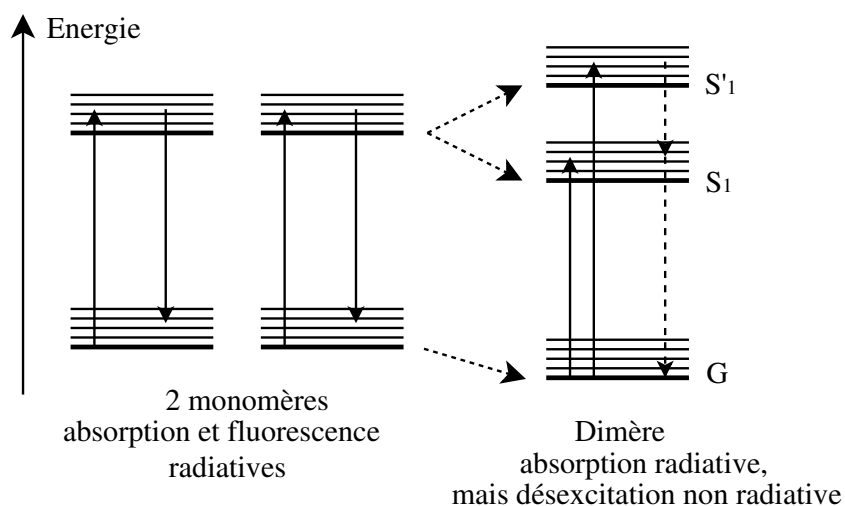 Energie
S'1
S1
G
2 monomères
absorption et fluorescence
radiatives
Dimère
absorption radiative,
mais désexcitation non radiative